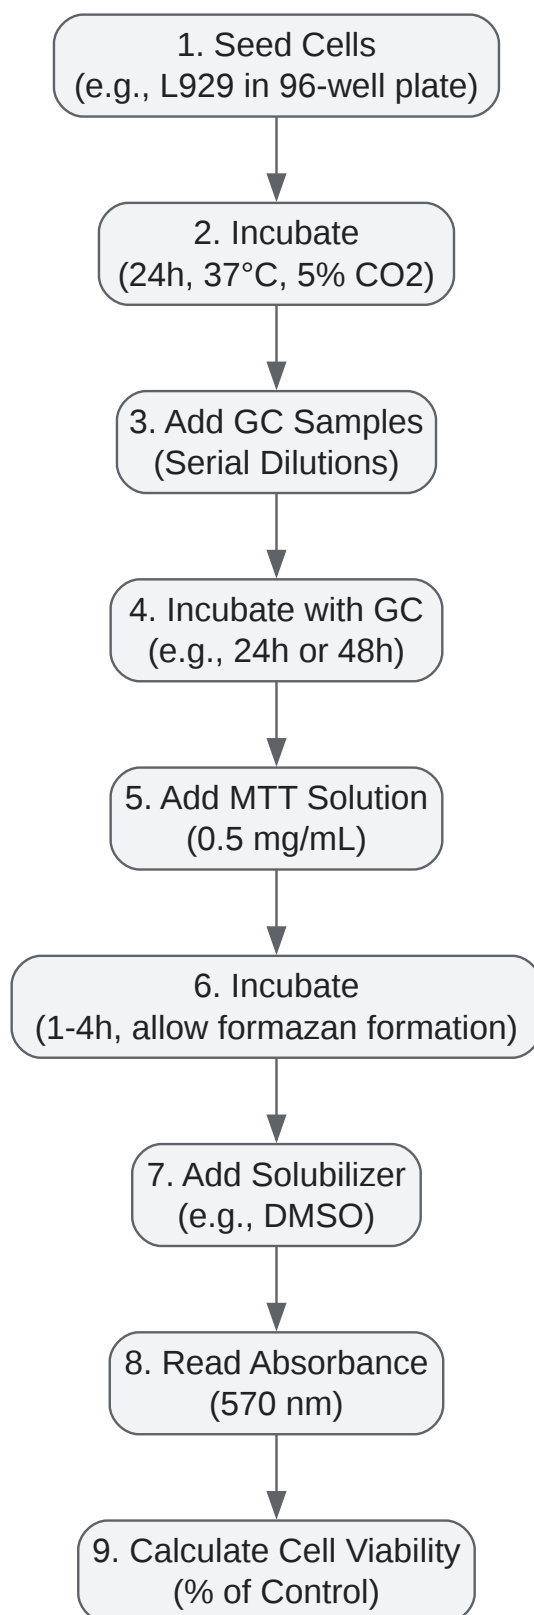 1. Seed Cells
(e.g., L929 in 96-well plate)
2. Incubate
(24h, 37°C, 5% CO2)
3. Add GC Samples
(Serial Dilutions)
4. Incubate with GC
(e.g., 24h or 48h)
5. Add MTT Solution
(0.5 mg/mL)
6. Incubate
(1-4h, allow formazan formation)
7. Add Solubilizer
(e.g., DMSO)
8. Read Absorbance
(570 nm)
9. Calculate Cell Viability
(% of Control)